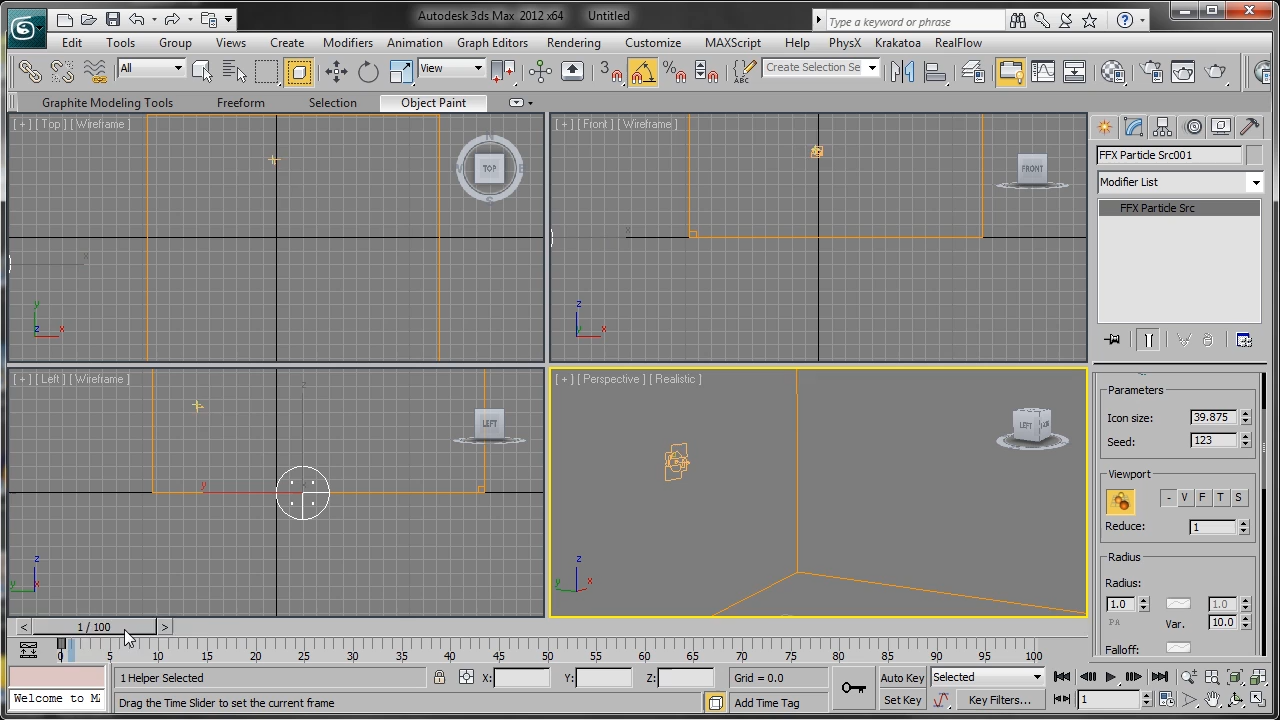 Autodesk 3ds Max 2012 x64 Untitled
Type a keyword or phrase
Edit Tools Group Views Create Modifiers Animation Graph Editors Rendering Customize MAXScript Help PhysX Krakatoa RealFlow
All View 3 Create Selection Se
Graphite Modeling Tools Freeform Selection Object Paint
[ + ] [ Top ] [ Wireframe ]
N
TOP
S
x
y
z x
[ + ] [ Front ] [ Wireframe ]
FRONT
x
z
y x
FFX Particle Src001
Modifier List
FFX Particle Src
[ + ] [ Left ] [ Wireframe ]
z
LEFT
y
z
y x
[ + ] [ Perspective ] [ Realistic ]
LEFT
z
y x
Parameters
Icon size: 39.875
Seed: 123
Viewport
- V F T S
Reduce: 1
Radius
Radius:
1.0 1.0
PA Var. 10.0
Falloff:
< 1 / 100 >
0 5 10 15 20 25 30 35 40 45 50 55 60 65 70 75 80 85 90 95 100
1 Helper Selected X: Y: Z: Grid = 0.0 Auto Key Selected
Welcome to MA Drag the Time Slider to set the current frame Add Time Tag Set Key Key Filters... 1